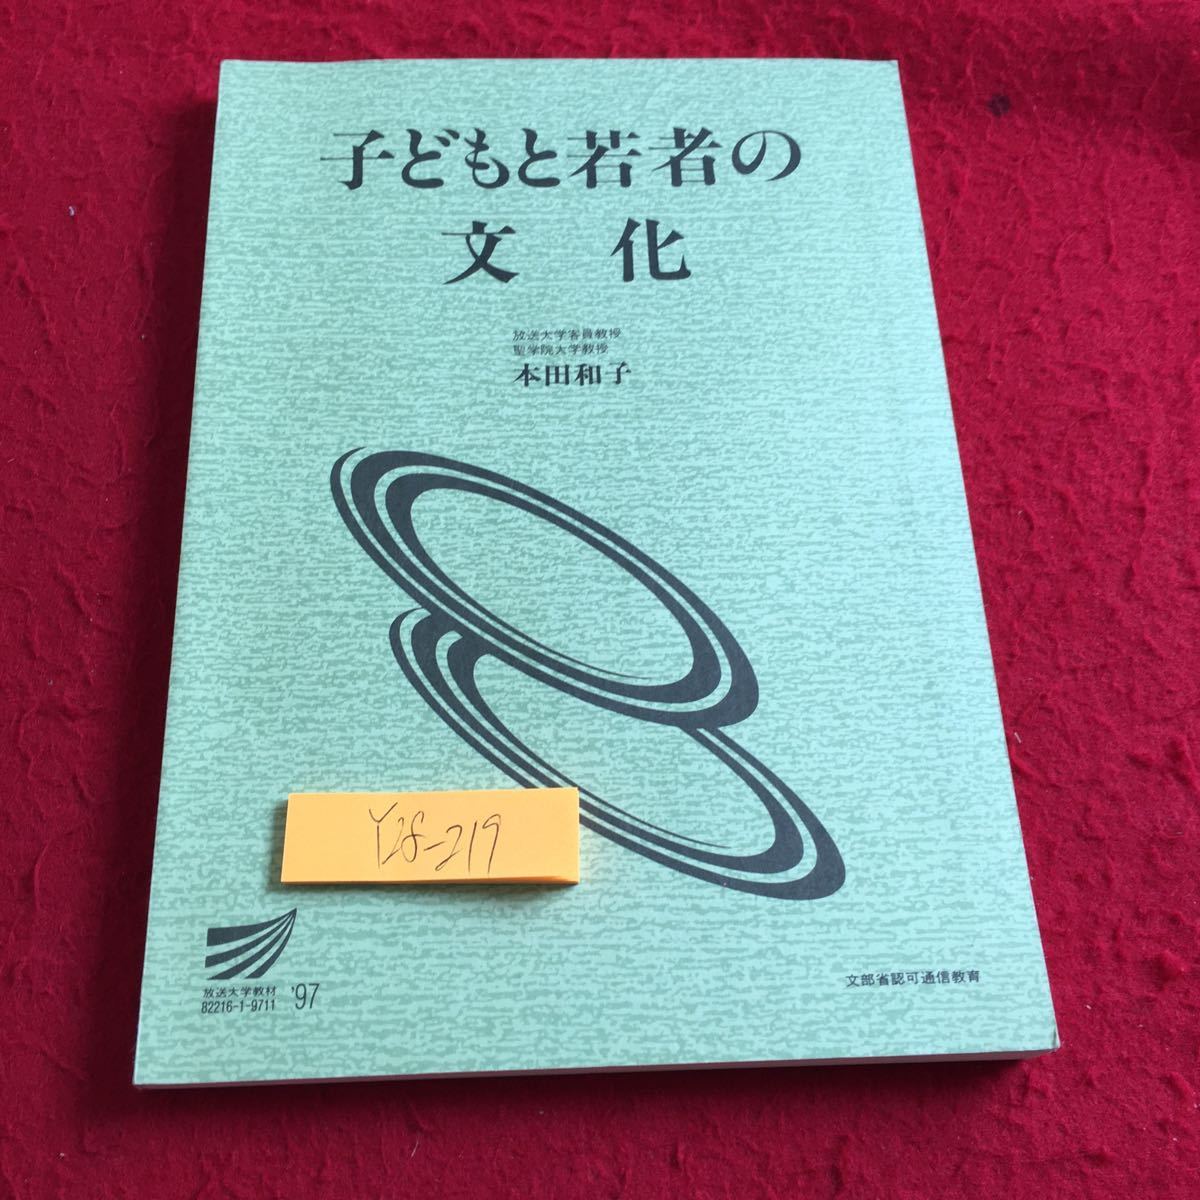 子どもと若者の
文 化
放送大学客員教授
聖学院大学教授
本田和子
Y28-219
放送大学教材
82216-1-9711 '97
文部省認可通信教育